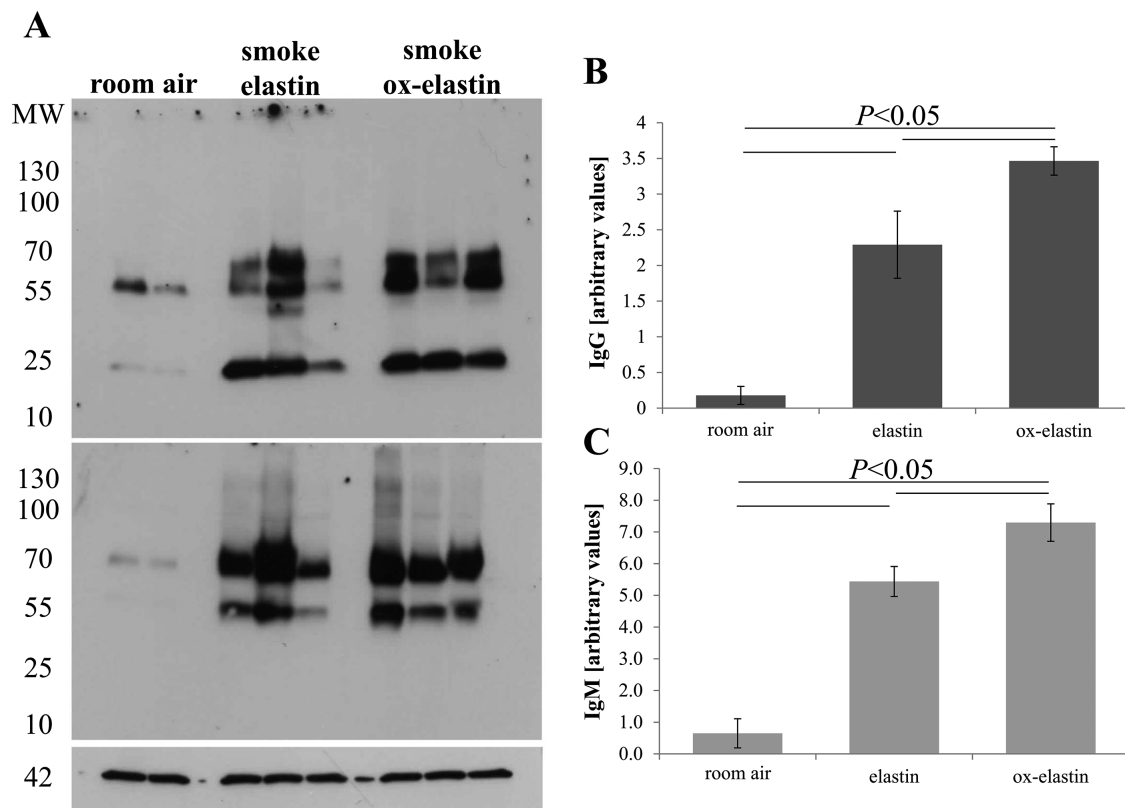 A
room air
smoke
elastin
smoke
ox-elastin
MW
130
100
70
55
25
10
130
100
70
55
25
10
42
B
P<0.05
IgG [arbitrary values]
4
3.5
3
2.5
2
1.5
1
0.5
0
room air
elastin
ox-elastin
C
P<0.05
IgM [arbitrary values]
9.0
8.0
7.0
6.0
5.0
4.0
3.0
2.0
1.0
0.0
room air
elastin
ox-elastin